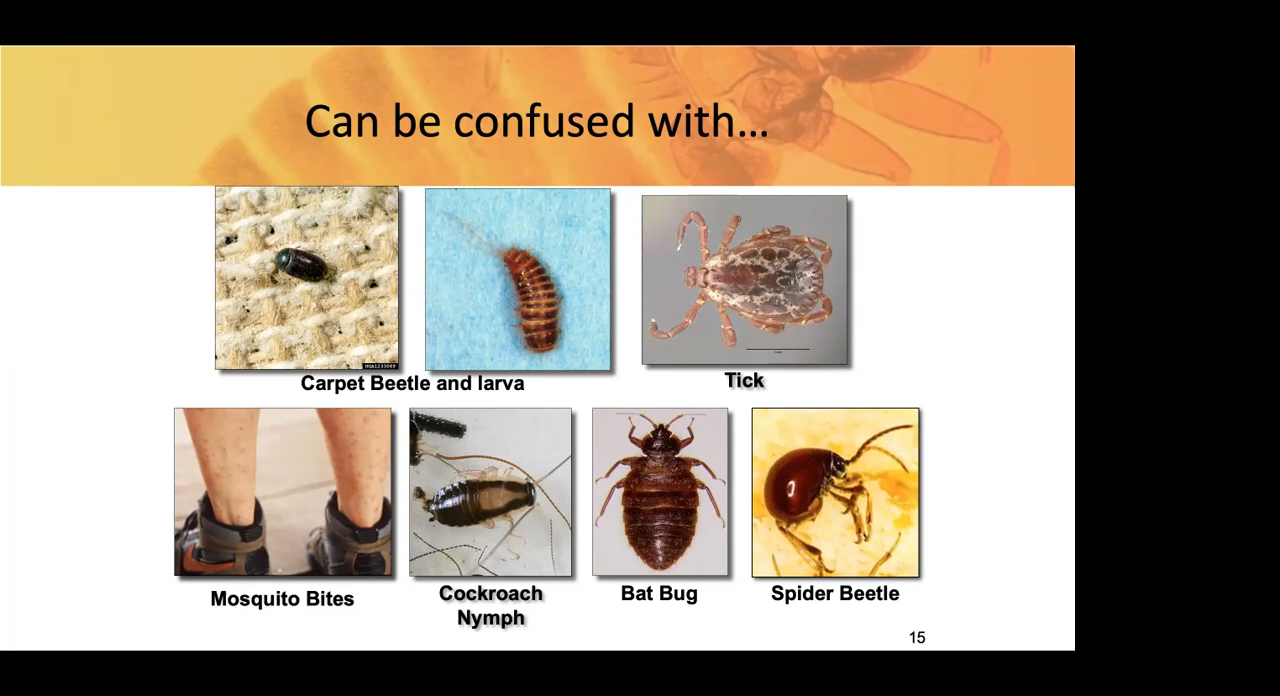 Can be confused with…
Carpet Beetle and larva
Tick
Mosquito Bites
Cockroach
Nymph
Bat Bug
Spider Beetle
15